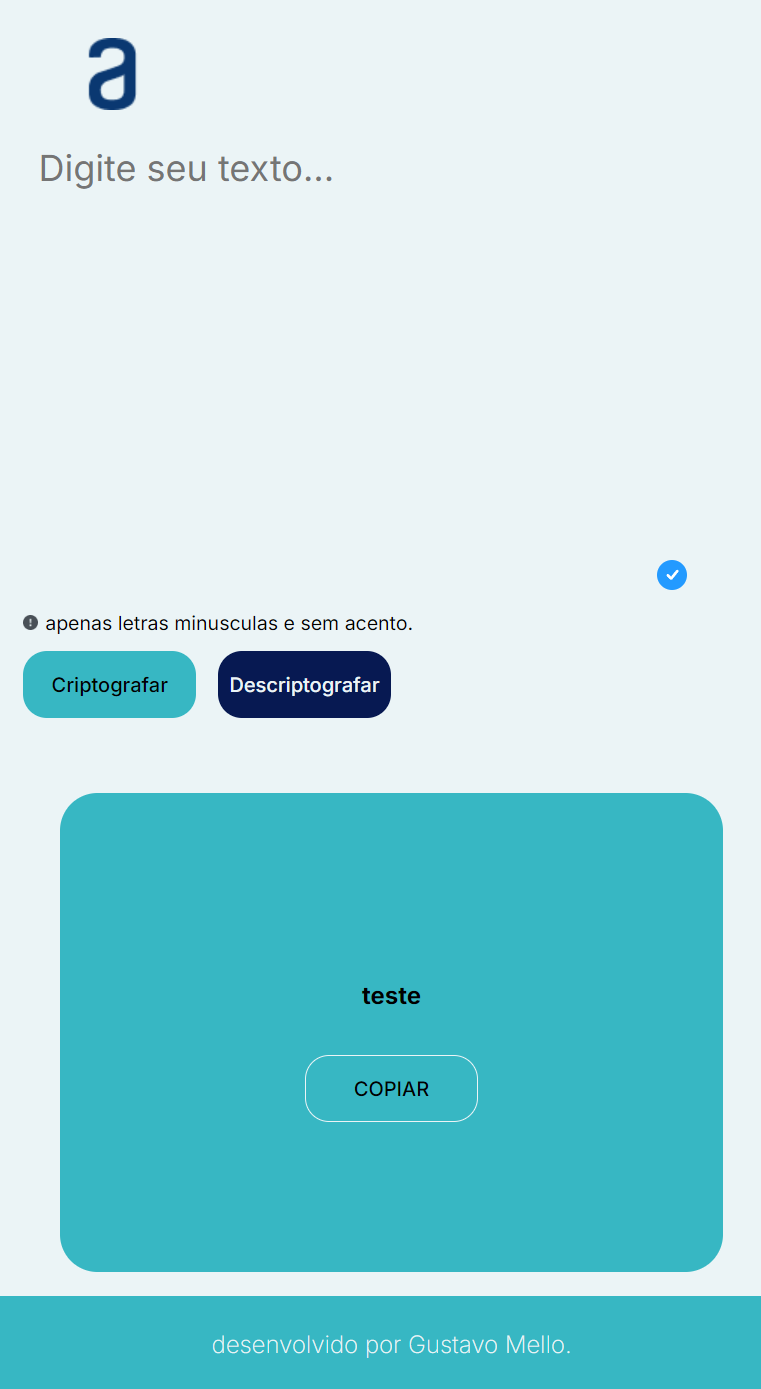 a
Digite seu texto...
apenas letras minusculas e sem acento.
Criptografar
Descriptografar
teste
COPIAR
desenvolvido por Gustavo Mello.